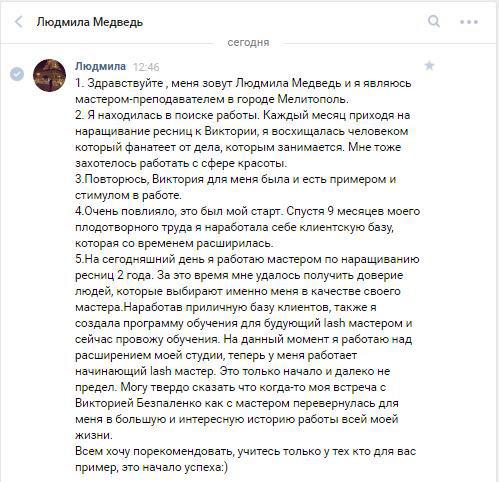 Людмила Медведь
сегодня
Людмила 12:46
1. Здравствуйте , меня зовут Людмила Медведь и я являюсь
мастером-преподавателем в городе Мелитополь.
2. Я находилась в поиске работы. Каждый месяц приходя на
наращивание ресниц к Виктории, я восхищалась человеком
который фанатеет от дела, которым занимается. Мне тоже
захотелось работать с сфере красоты.
3.Повторюсь, Виктория для меня была и есть примером и
стимулом в работе.
4.Очень повлияло, это был мой старт. Спустя 9 месяцев моего
плодотворного труда я наработала себе клиентскую базу,
которая со временем расширилась.
5.На сегодняшний день я работаю мастером по наращиванию
ресниц 2 года. За это время мне удалось получить доверие
людей, которые выбирают именно меня в качестве своего
мастера.Наработав приличную базу клиентов, также я
создала программу обучения для будующий lash мастером и
сейчас провожу обучения. На данный момент я работаю над
расширением моей студии, теперь у меня работает
начинающий lash мастер. Это только начало и далеко не
предел. Могу твердо сказать что когда-то моя встреча с
Викторией Безпаленко как с мастером перевернулась для
меня в большую и интересную историю работы всей моей
жизни.
Всем хочу порекомендовать, учитесь только у тех кто для вас
пример, это начало успеха:)